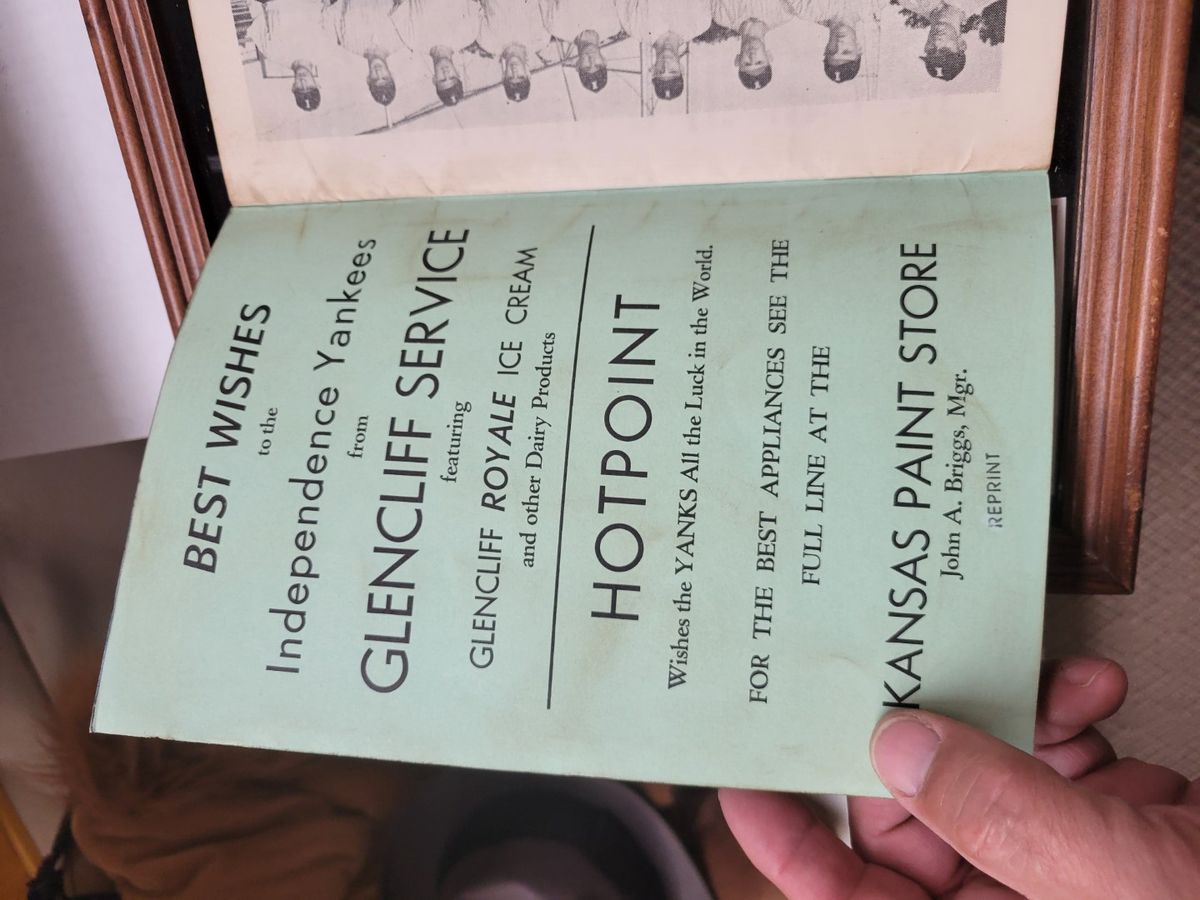 BEST WISHES
to the
Independence Yankees
from
GLENCLIFF SERVICE
featuring
GLENCLIFF ROYALE ICE CREAM
and other Dairy Products
HOTPOINT
Wishes the YANKS All the Luck in the World.
FOR THE BEST APPLIANCES SEE THE
FULL LINE AT THE
KANSAS PAINT STORE
John A. Briggs, Mgr.
REPRINT